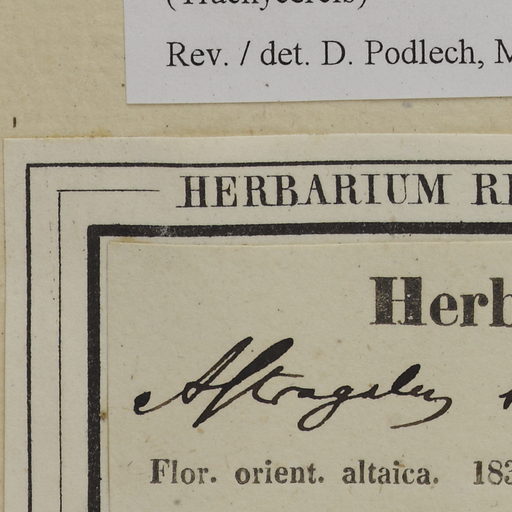 Rev. / det. D. Podlech,
HERBARIUM
Herb
Astragalus
Flor. orient. altaica. 183